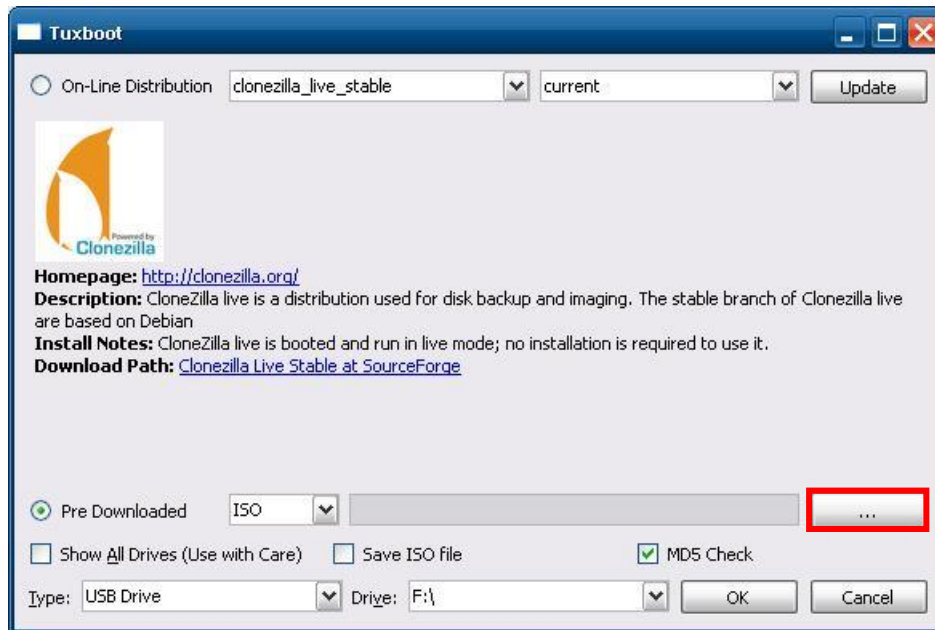 Tuxboot
On-Line Distribution clonezilla_live_stable current Update
Powered by
Clonezilla
Homepage: http://clonezilla.org/
Description: CloneZilla live is a distribution used for disk backup and imaging. The stable branch of Clonezilla live
are based on Debian
Install Notes: CloneZilla live is booted and run in live mode; no installation is required to use it.
Download Path: Clonezilla Live Stable at SourceForge
Pre Downloaded ISO ...
Show All Drives (Use with Care) Save ISO file MD5 Check
Type: USB Drive Drive: F:\ OK Cancel